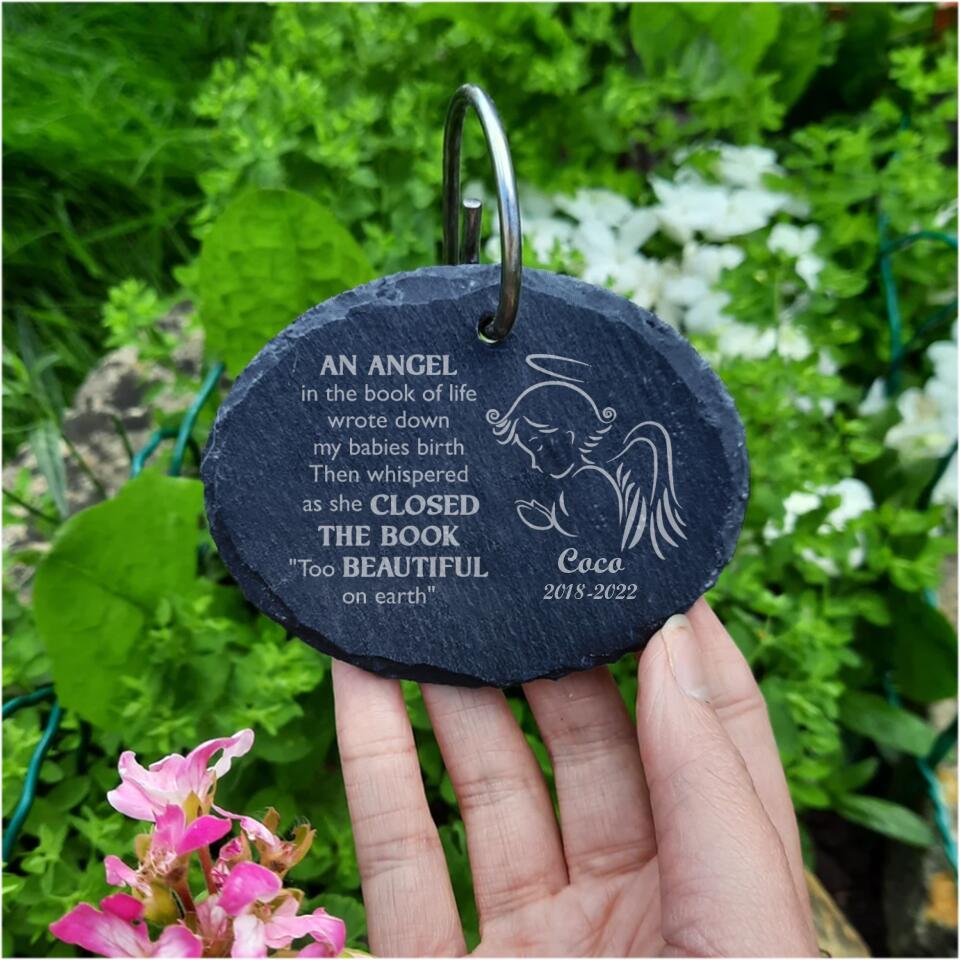 AN ANGEL
in the book of life
wrote down
my babies birth
Then whispered
as she CLOSED
THE BOOK
"Too BEAUTIFUL
on earth"
Coco
2018-2022